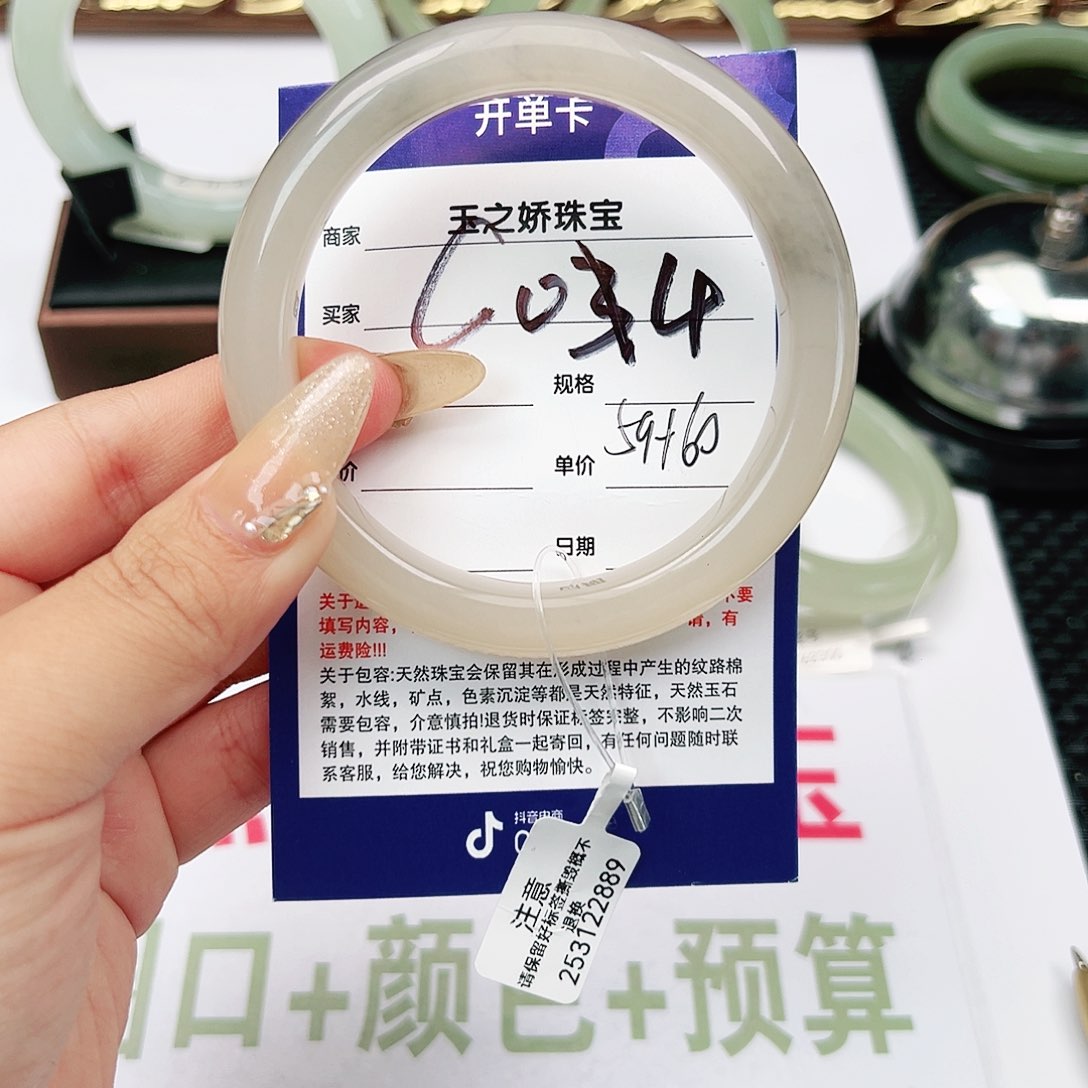 开单卡
商家 玉之娇珠宝
买家
规格
价
单价 59+60
日期
填写内容，
要
，有
运费险!!!
关于包容:天然珠宝会保留其在形成过程中产生的纹路棉
絮，水线，矿点，色素沉淀等都是天然特征，天然玉石
需要包容，介意慎拍!退货时保证标签完整，不影响二次
销售，并附带证书和礼盒一起寄回，有任何问题随时联
系客服，给您解决，祝您购物愉快。
抖音电商
注意
请保留好标签撕毁概不
退换
253122889
口+颜色+预算